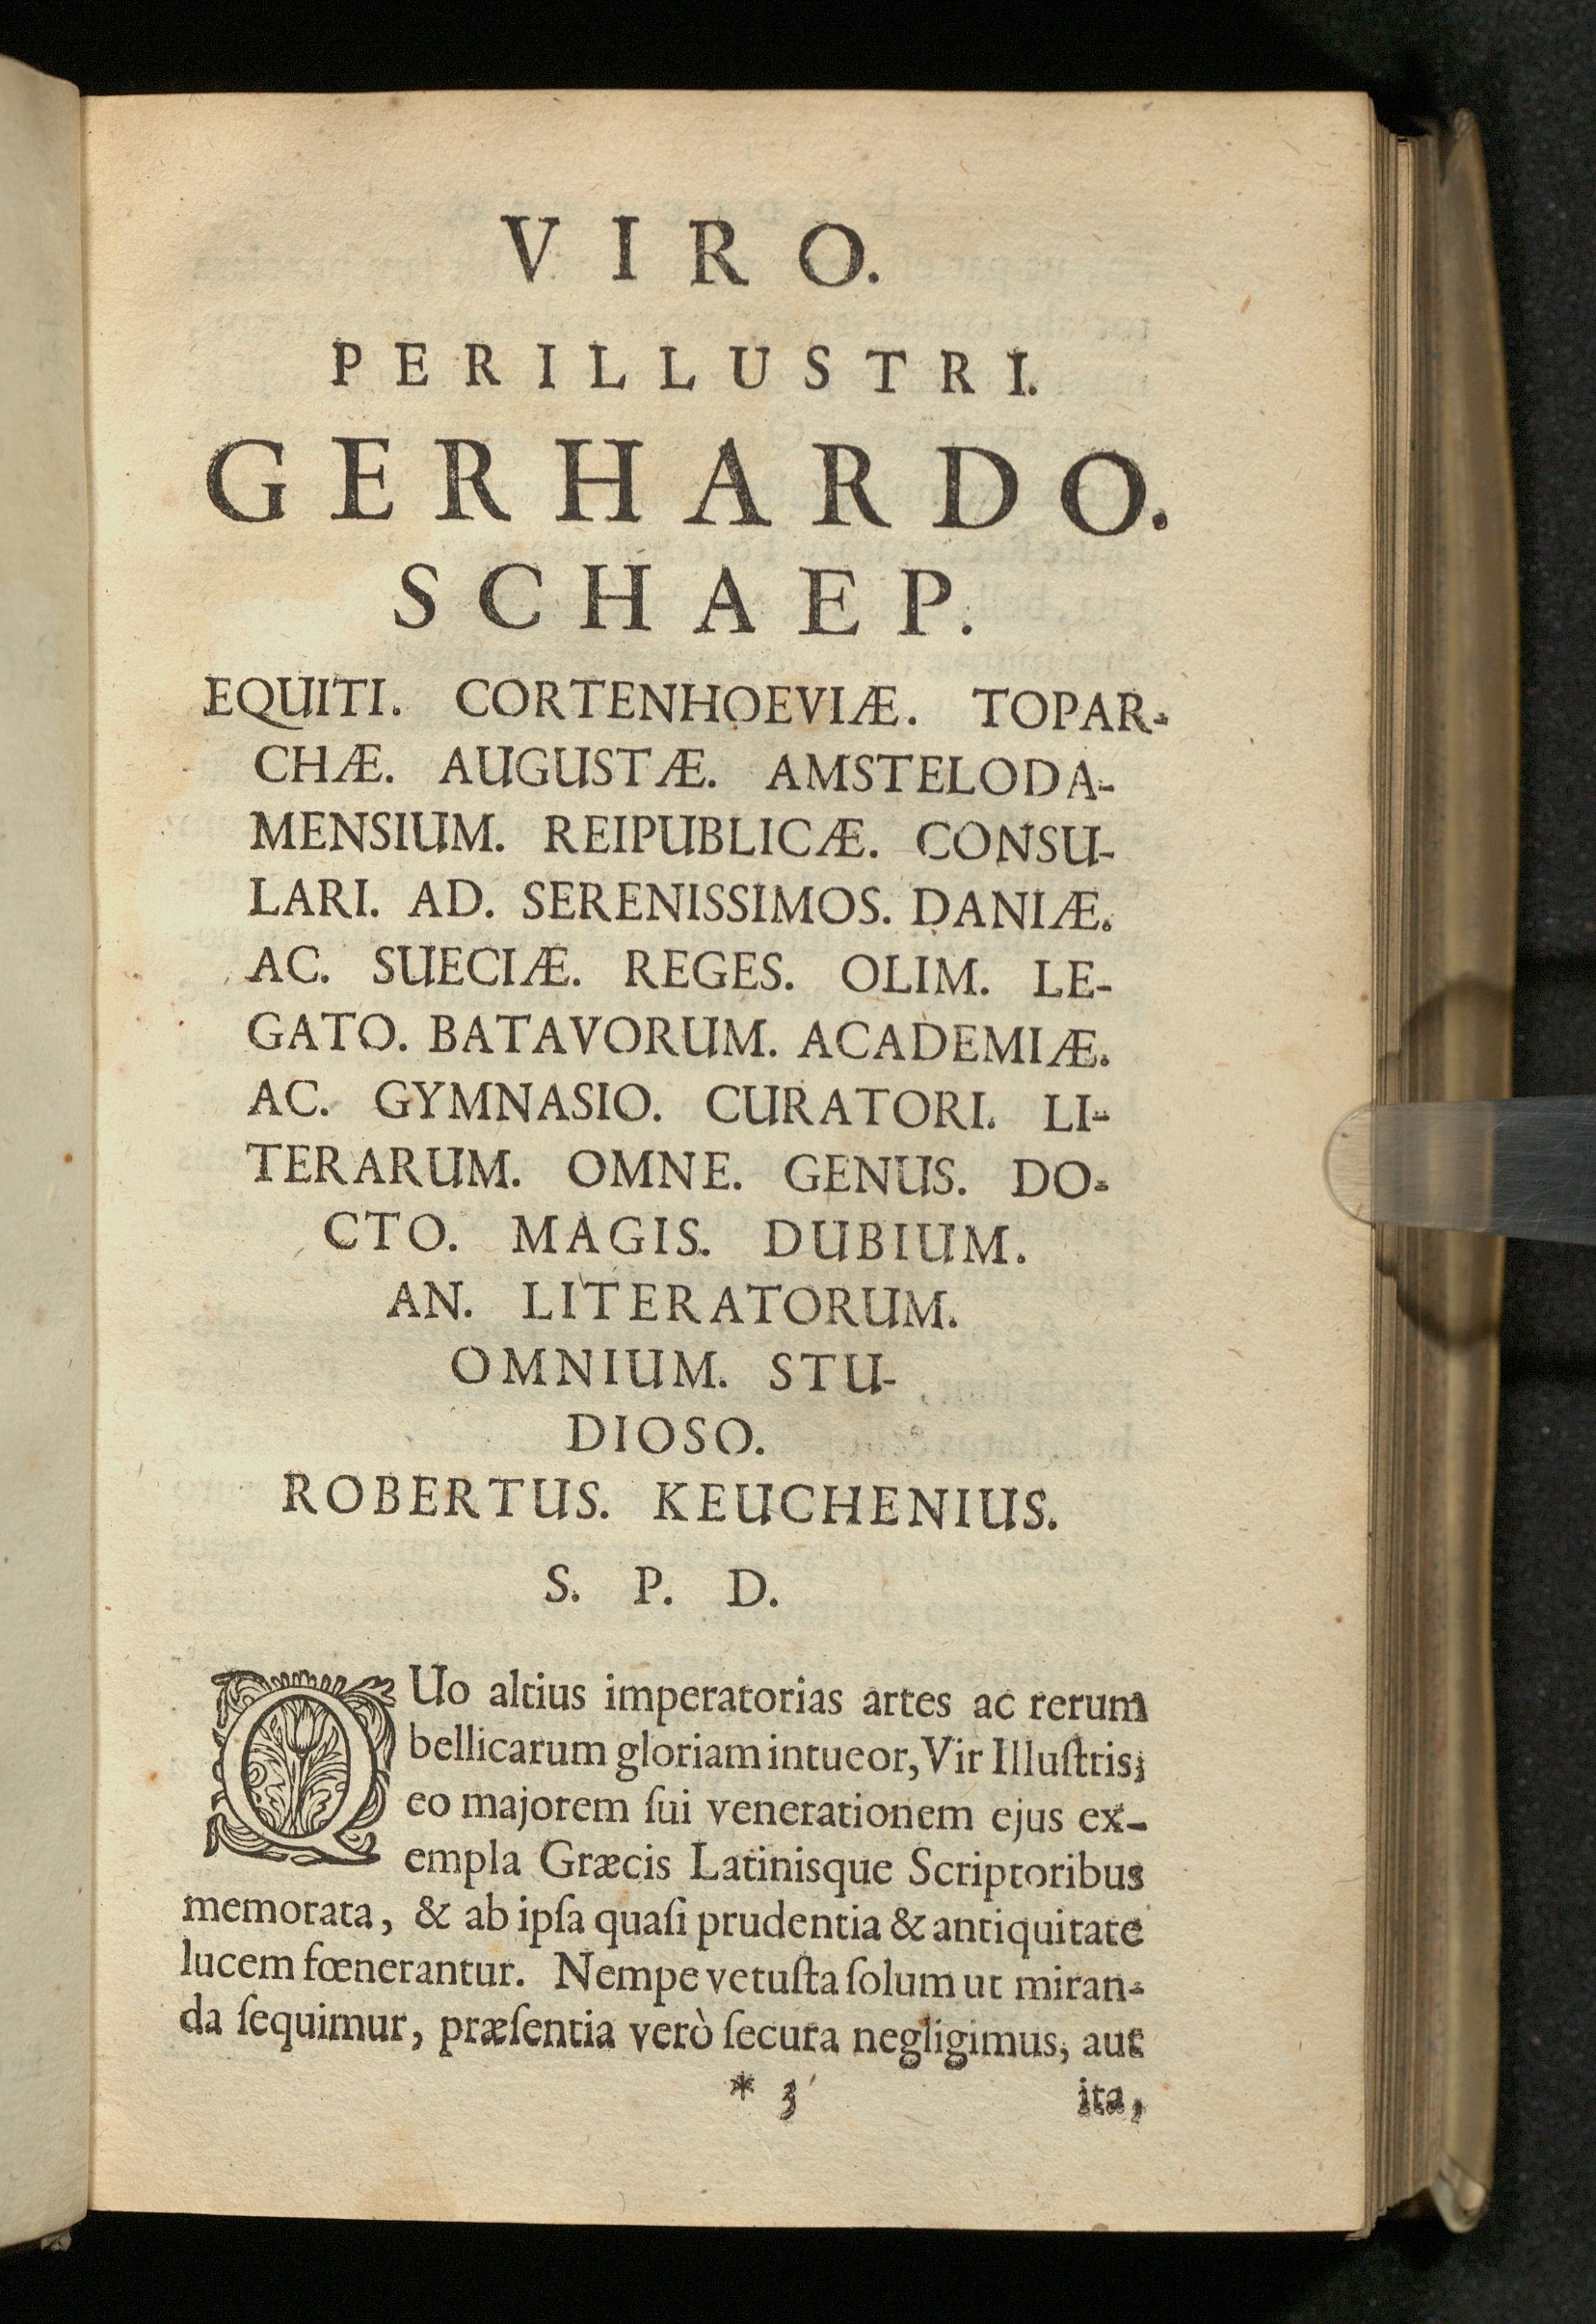 VIRO.
PERILLUSTRI.
GERHARDO.
SCHAEP.
EQUITI. CORTENHOEVIÆ. TOPAR-
CHÆ. AUGUSTÆ. AMSTELODA-
MENSIUM. REIPUBLICÆ. CONSU-
LARI. AD. SERENISSIMOS. DANIÆ.
AC. SUECIÆ. REGES. OLIM. LE-
GATO. BATAVORUM. ACADEMIÆ.
AC. GYMNASIO. CURATORI. LI-
TERARUM. OMNE. GENUS. DO-
CTO. MAGIS. DUBIUM.
AN. LITERATORUM.
OMNIUM. STU-
DIOSO.
ROBERTUS. KEUCHENIUS.
S. P. D.
QUo altius imperatorias artes ac rerum
bellicarum gloriam intueor, Vir Illuſtris;
eo majorem ſui venerationem ejus ex-
empla Græcis Latinisque Scriptoribus
memorata, & ab ipſa quaſi prudentia & antiquitate
lucem fœnerantur. Nempe vetuſta ſolum ut miran-
da ſequimur, præſentia verò ſecura negligimus, aut
* 3 ita,